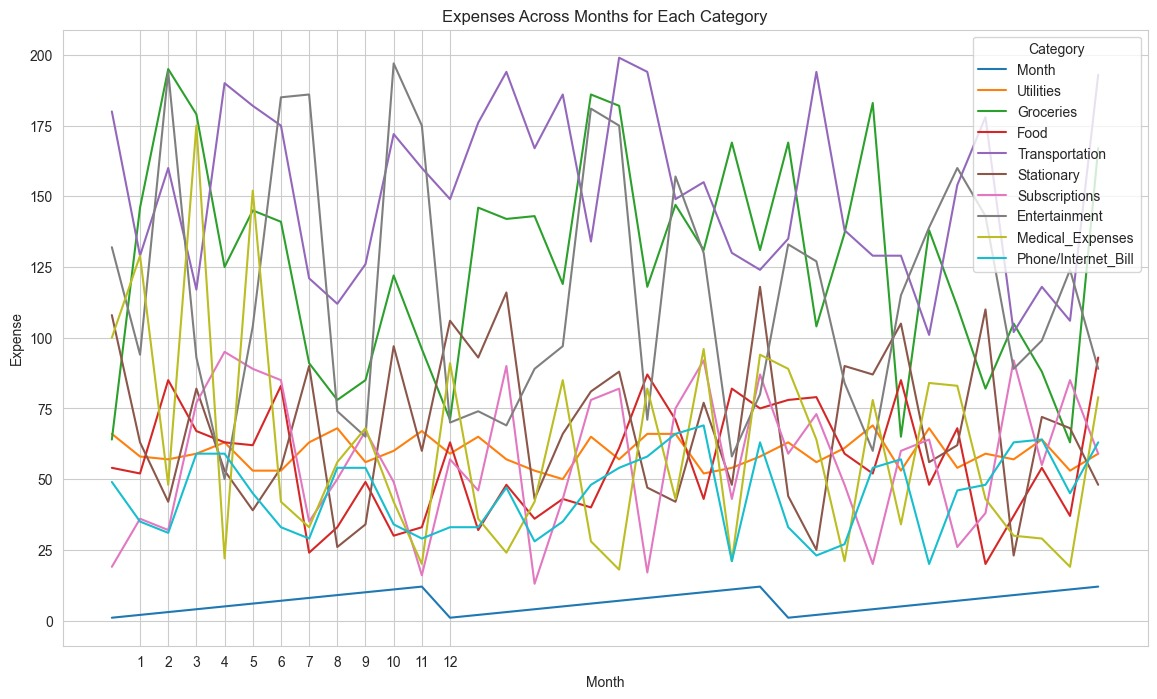 Expenses Across Months for Each Category
Category
Month
Utilities
Groceries
Food
Transportation
Stationary
Subscriptions
Entertainment
Medical_Expenses
Phone/Internet_Bill
Expense
200
175
150
125
100
75
50
25
0
1 2 3 4 5 6 7 8 9 10 11 12
Month